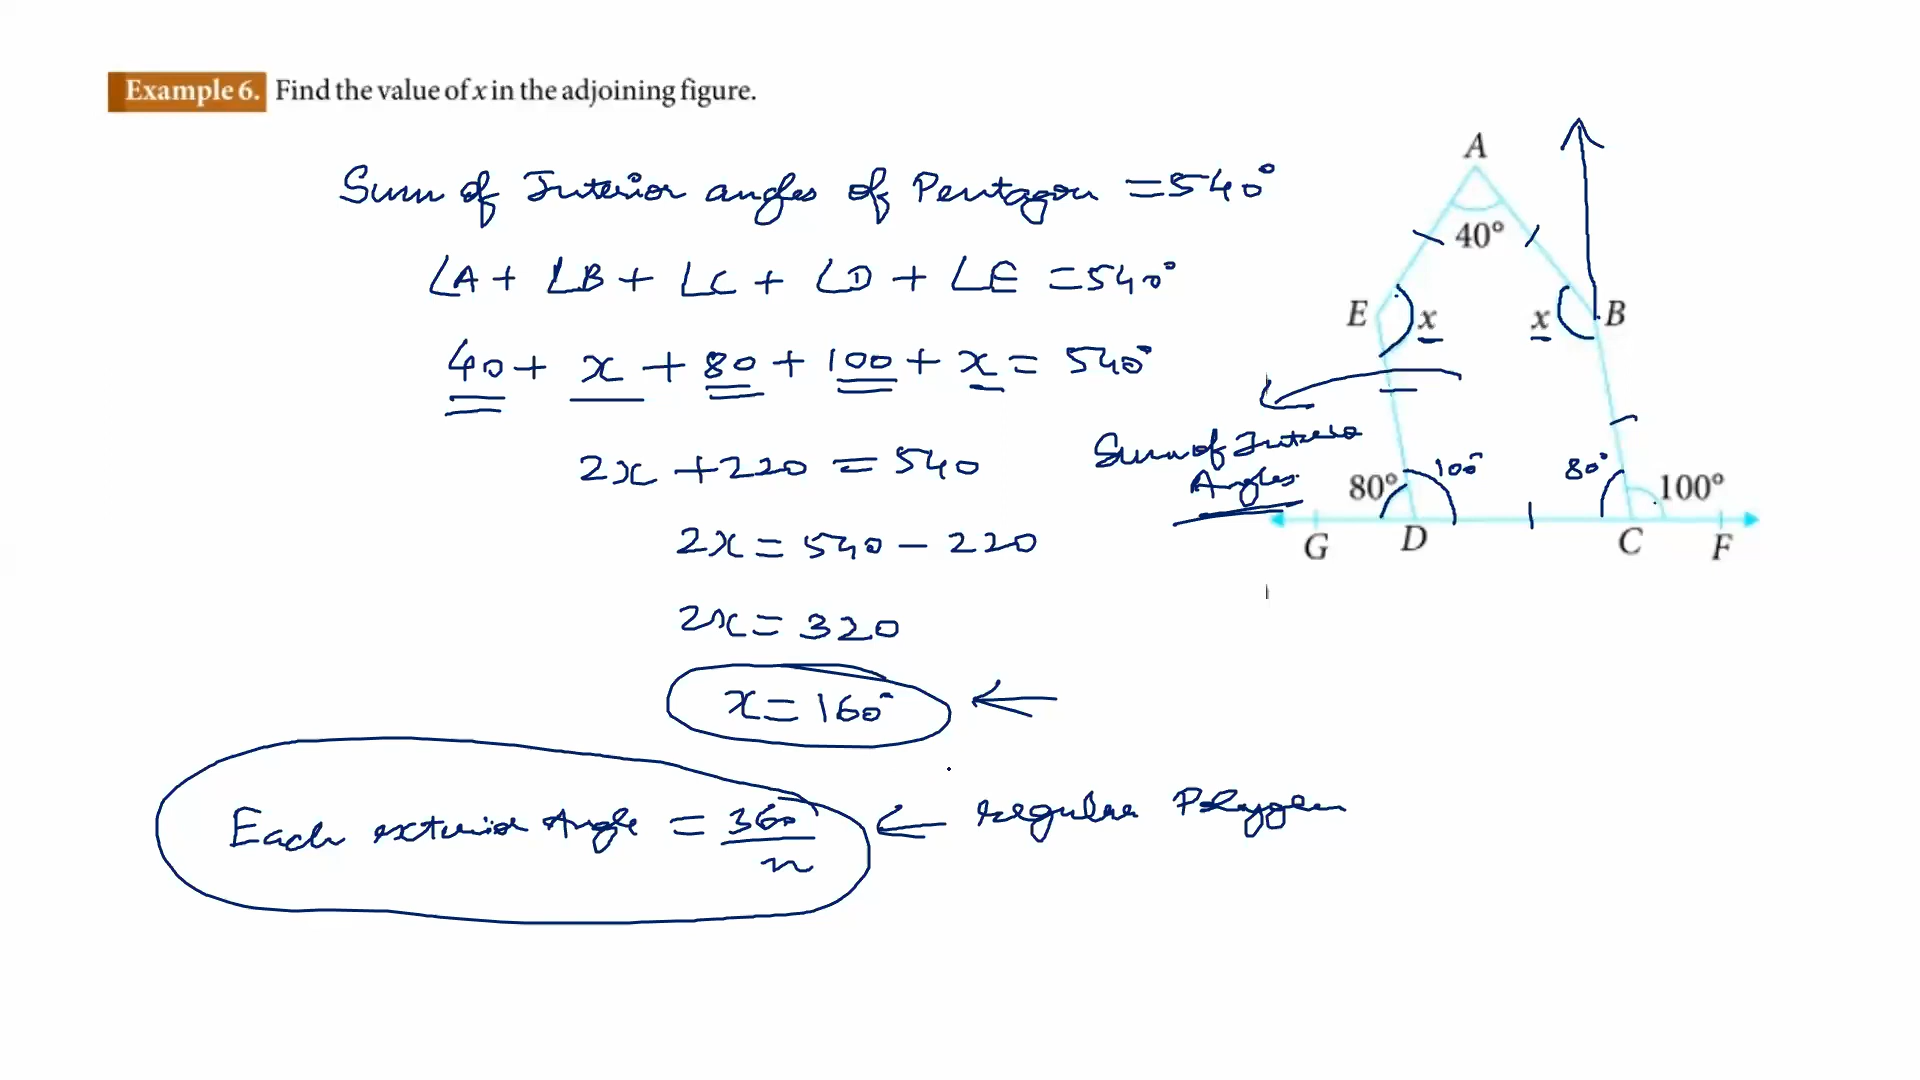 Example 6. Find the value of x in the adjoining figure.
Sum of Interior angles of Pentagon = 540°
∠A + ∠B + ∠C + ∠D + ∠E = 540°
40 + x + 80 + 100 + x = 540°
2x + 220 = 540
2x = 540 - 220
2x = 320
x = 160°
Each exterior Angle = 360°/n ← regular Polygon
A
40°
E x x B
Sum of Interior
Angles
80° 100° 80° 100°
G D C F